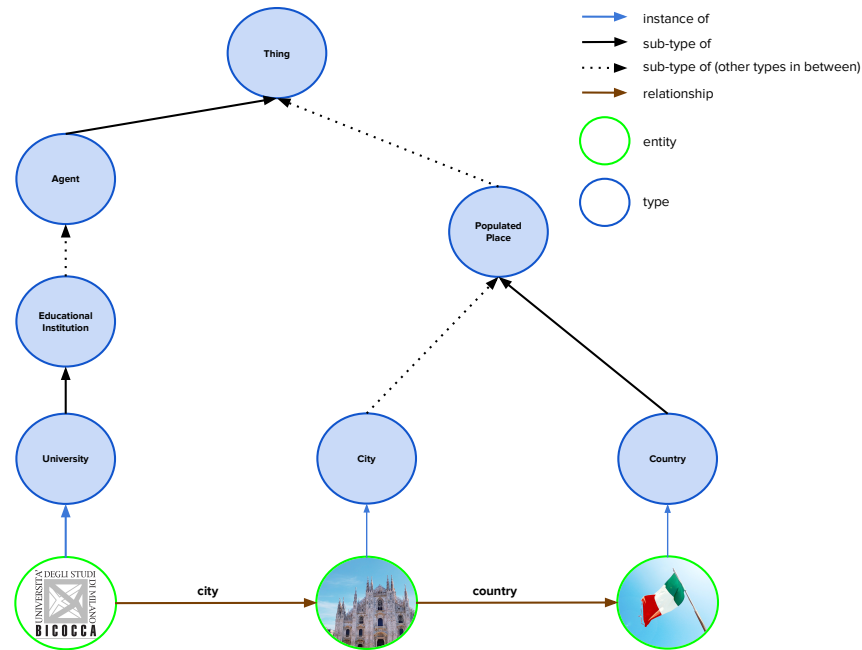 Thing
instance of
sub-type of
sub-type of (other types in between)
relationship
entity
type
Agent
Populated
Place
Educational
Institution
University
City
Country
city
country
UNIVERSITA'
DEGLI STUDI
DI MILANO
BICOCCA